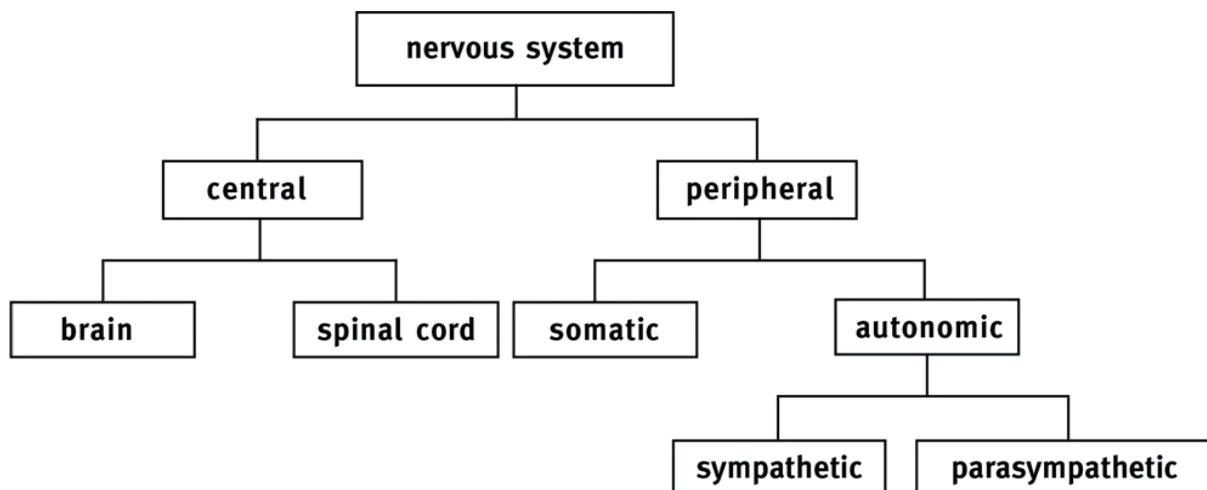 nervous system
central
peripheral
brain
spinal cord
somatic
autonomic
sympathetic
parasympathetic